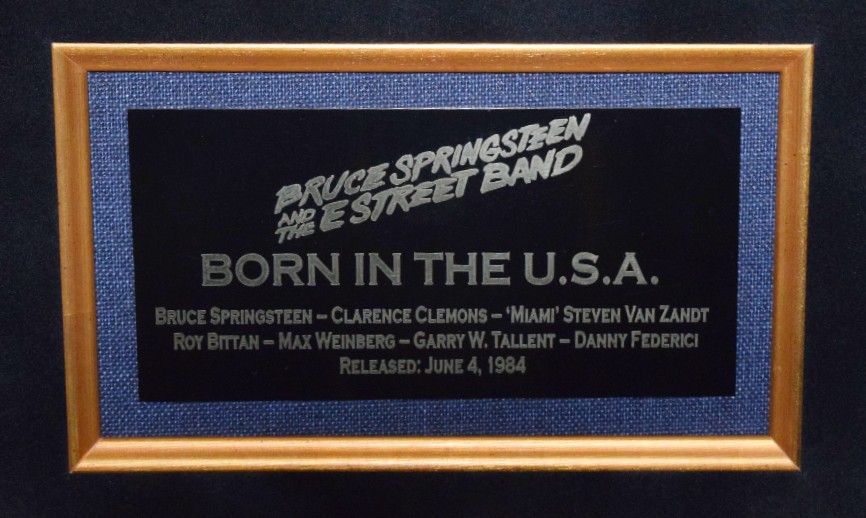 BRUCE SPRINGSTEEN
AND THE E STREET BAND
BORN IN THE U.S.A.
BRUCE SPRINGSTEEN – CLARENCE CLEMONS – ‘MIAMI’ STEVEN VAN ZANDT
ROY BITTAN – MAX WEINBERG – GARRY W. TALLENT – DANNY FEDERICI
RELEASED: JUNE 4, 1984